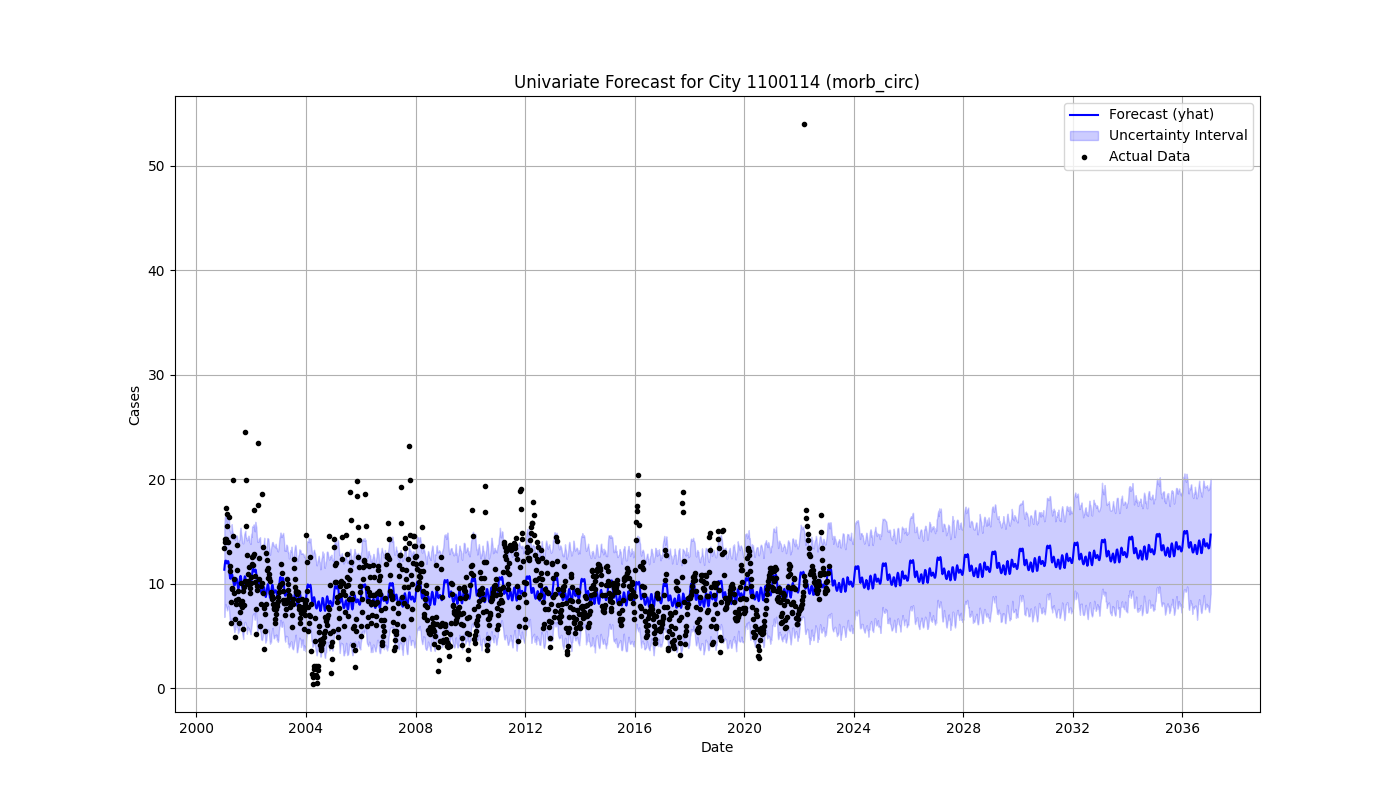 Univariate Forecast for City 1100114 (morb_circ)
Forecast (yhat)
Uncertainty Interval
Actual Data
Cases
50
40
30
20
10
0
2000 2004 2008 2012 2016 2020 2024 2028 2032 2036
Date